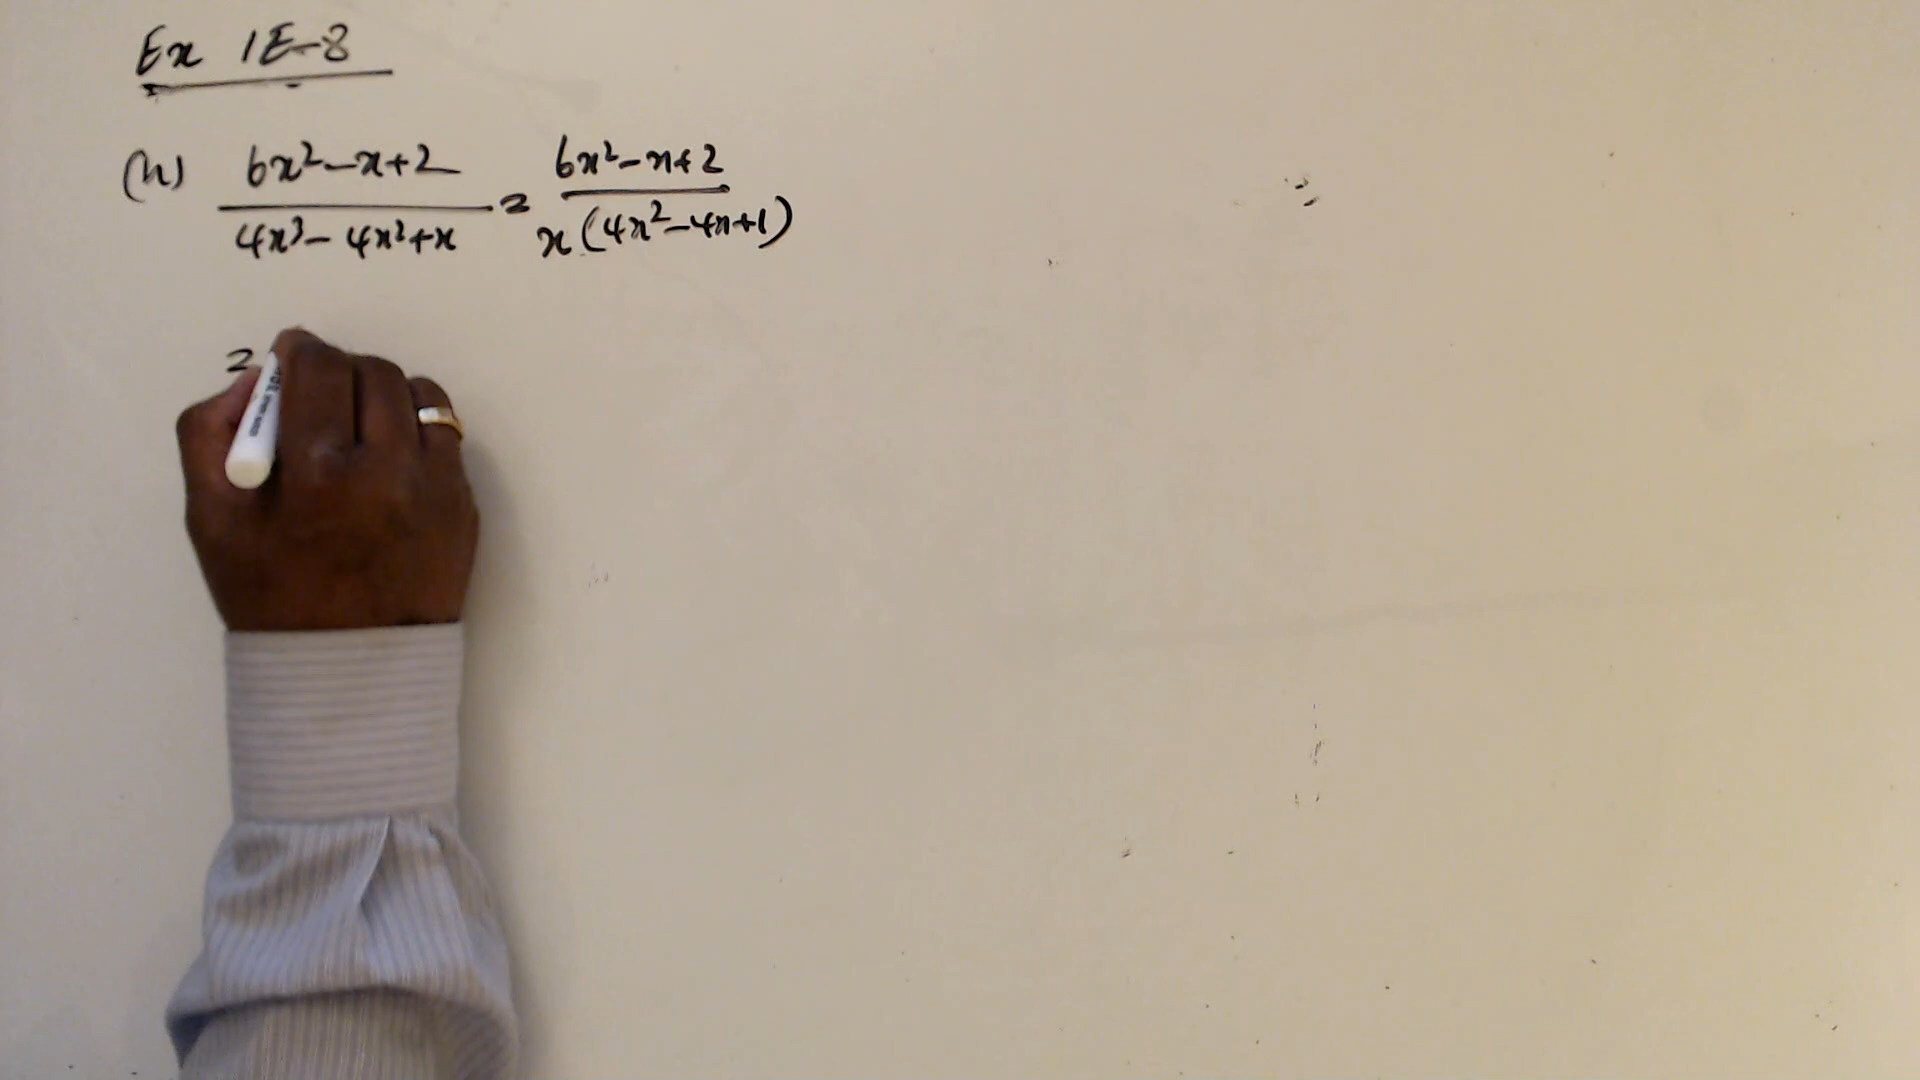 Ex 1E-8
(h) 6x²-x+2 / 4x³-4x²+x = 6x²-x+2 / x(4x²-4x+1)
=